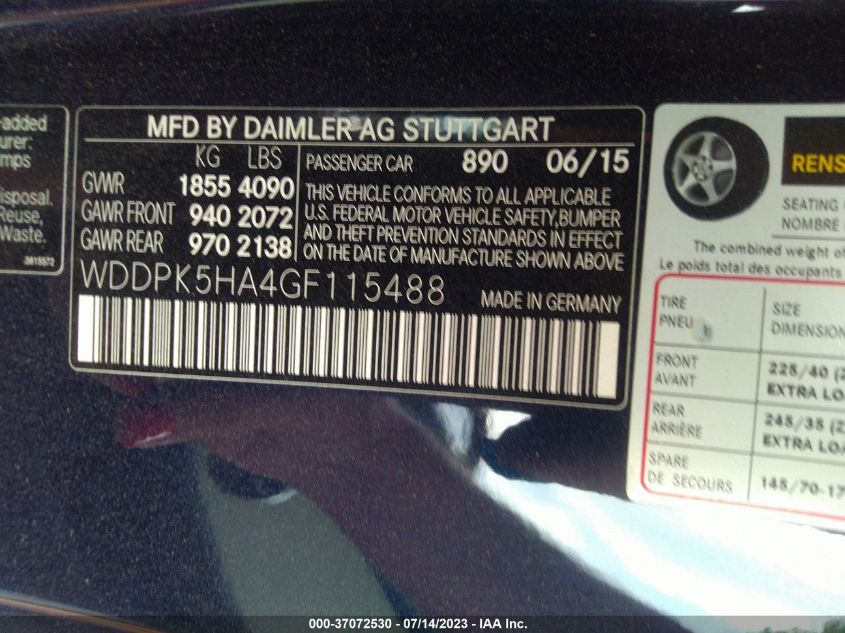 -added
urer:
mps
isposal.
Reuse,
Waste.
MFD BY DAIMLER AG STUTTGART
KG LBS
GVWR 1855 4090
GAWR FRONT 940 2072
GAWR REAR 970 2138
PASSENGER CAR 890 06/15
THIS VEHICLE CONFORMS TO ALL APPLICABLE
U.S. FEDERAL MOTOR VEHICLE SAFETY,BUMPER
AND THEFT PREVENTION STANDARDS IN EFFECT
ON THE DATE OF MANUFACTURE SHOWN ABOVE
WDDPK5HA4GF115488 MADE IN GERMANY
RENS
SEATING
NOMBRE
The combined weight of
Le poids total des occupants
TIRE SIZE
PNEU DIMENSION
FRONT 225/40
AVANT EXTRA LOA
REAR 245/35
ARRIÈRE EXTRA LOA
SPARE
DE SECOURS 145/70-17
000-37072530 - 07/14/2023 - IAA Inc.